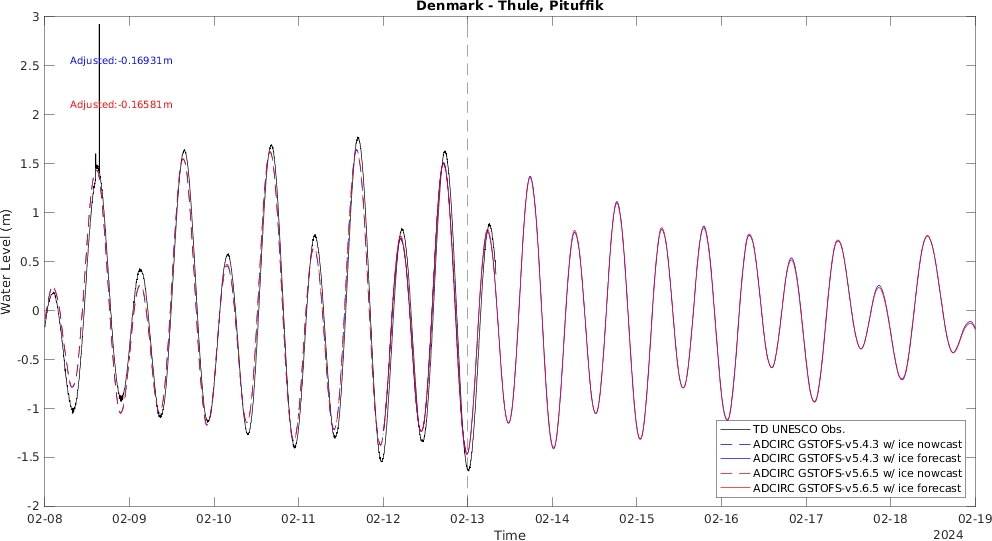 Denmark - Thule, Pituffik
3
2.5
2
1.5
1
0.5
0
-0.5
-1
-1.5
-2
Water Level (m)
Adjusted:-0.16931m
Adjusted:-0.16581m
TD UNESCO Obs.
ADCIRC GSTOFS-v5.4.3 w/ ice nowcast
ADCIRC GSTOFS-v5.4.3 w/ ice forecast
ADCIRC GSTOFS-v5.6.5 w/ ice nowcast
ADCIRC GSTOFS-v5.6.5 w/ ice forecast
02-08 02-09 02-10 02-11 02-12 02-13 02-14 02-15 02-16 02-17 02-18 02-19
Time
2024